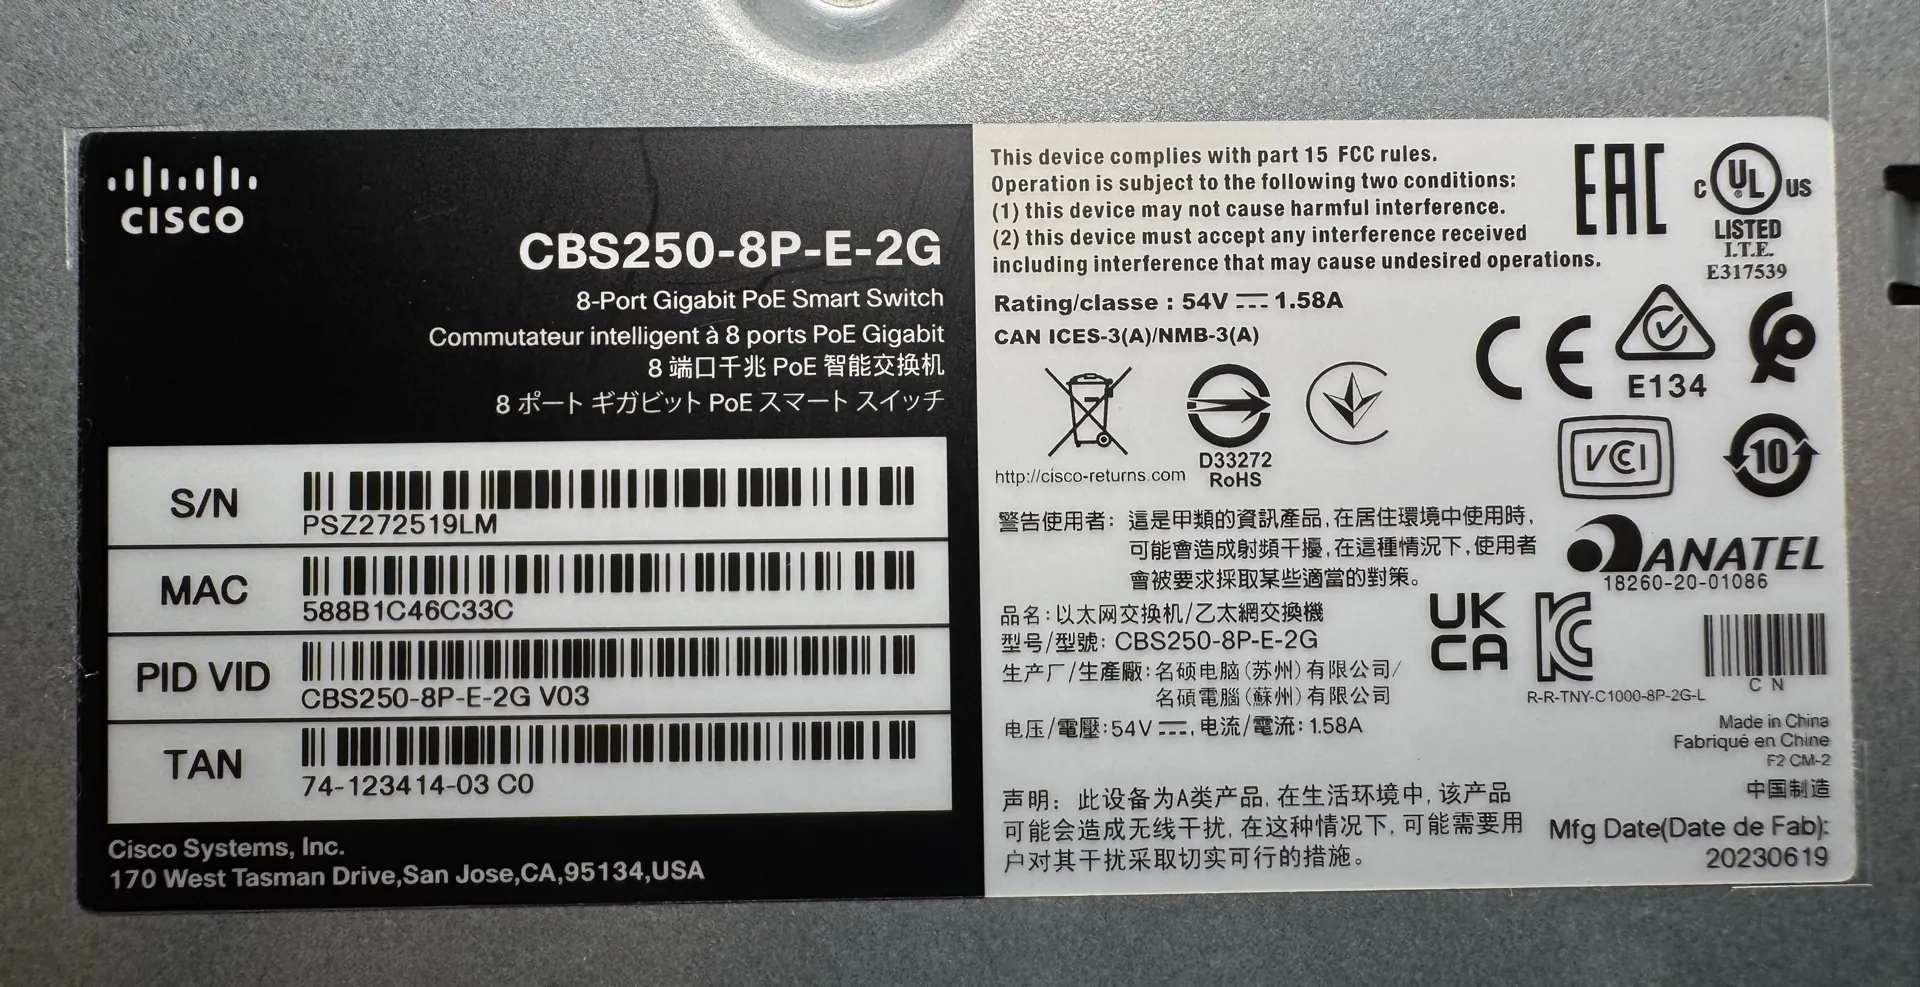 CISCO
CBS250-8P-E-2G
8-Port Gigabit PoE Smart Switch
Commutateur intelligent à 8 ports PoE Gigabit
8 端口千兆 PoE 智能交换机
8 ポート ギガビット PoE スマート スイッチ
S/N
PSZ272519LM
MAC
588B1C46C33C
PID VID
CBS250-8P-E-2G V03
TAN
74-123414-03 C0
Cisco Systems, Inc.
170 West Tasman Drive,San Jose,CA,95134,USA
This device complies with part 15 FCC rules.
Operation is subject to the following two conditions:
(1) this device may not cause harmful interference.
(2) this device must accept any interference received
including interference that may cause undesired operations.
Rating/classe : 54V 1.58A
CAN ICES-3(A)/NMB-3(A)
EAC
C UL US
®
LISTED
I.T.E.
E317539
CE
E134
http://cisco-returns.com
D33272
RoHS
VCCI
10
警告使用者: 這是甲類的資訊產品,在居住環境中使用時,
可能會造成射頻干擾,在這種情況下,使用者
會被要求採取某些適當的對策。
ANATEL
18260-20-01086
品名:以太网交换机/乙太網交換機
型号/型號: CBS250-8P-E-2G
生产厂/生產廠:名硕电脑(苏州)有限公司/
名碩電腦(蘇州)有限公司
电压/電壓:54V , 电流/電流: 1.58A
UK
CA
R-R-TNY-C1000-8P-2G-L
CN
Made in China
Fabriqué en Chine
F2 CM-2
中国制造
声明: 此设备为A类产品, 在生活环境中, 该产品
可能会造成无线干扰, 在这种情况下, 可能需要用
户对其干扰采取切实可行的措施。
Mfg Date(Date de Fab):
20230619